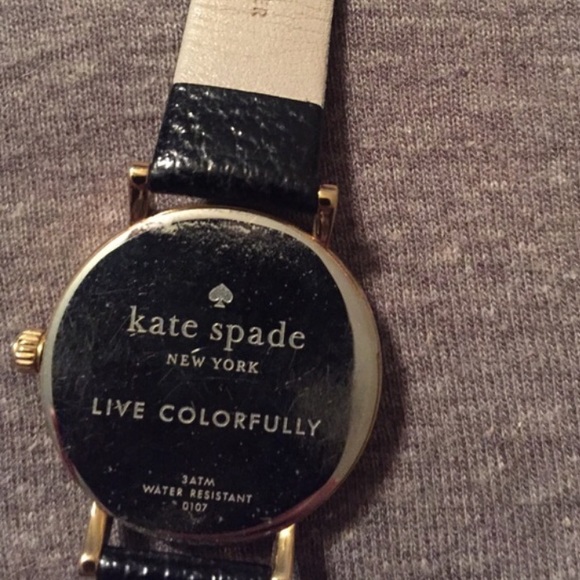 kate spade
NEW YORK
LIVE COLORFULLY
3ATM
WATER RESISTANT
0107